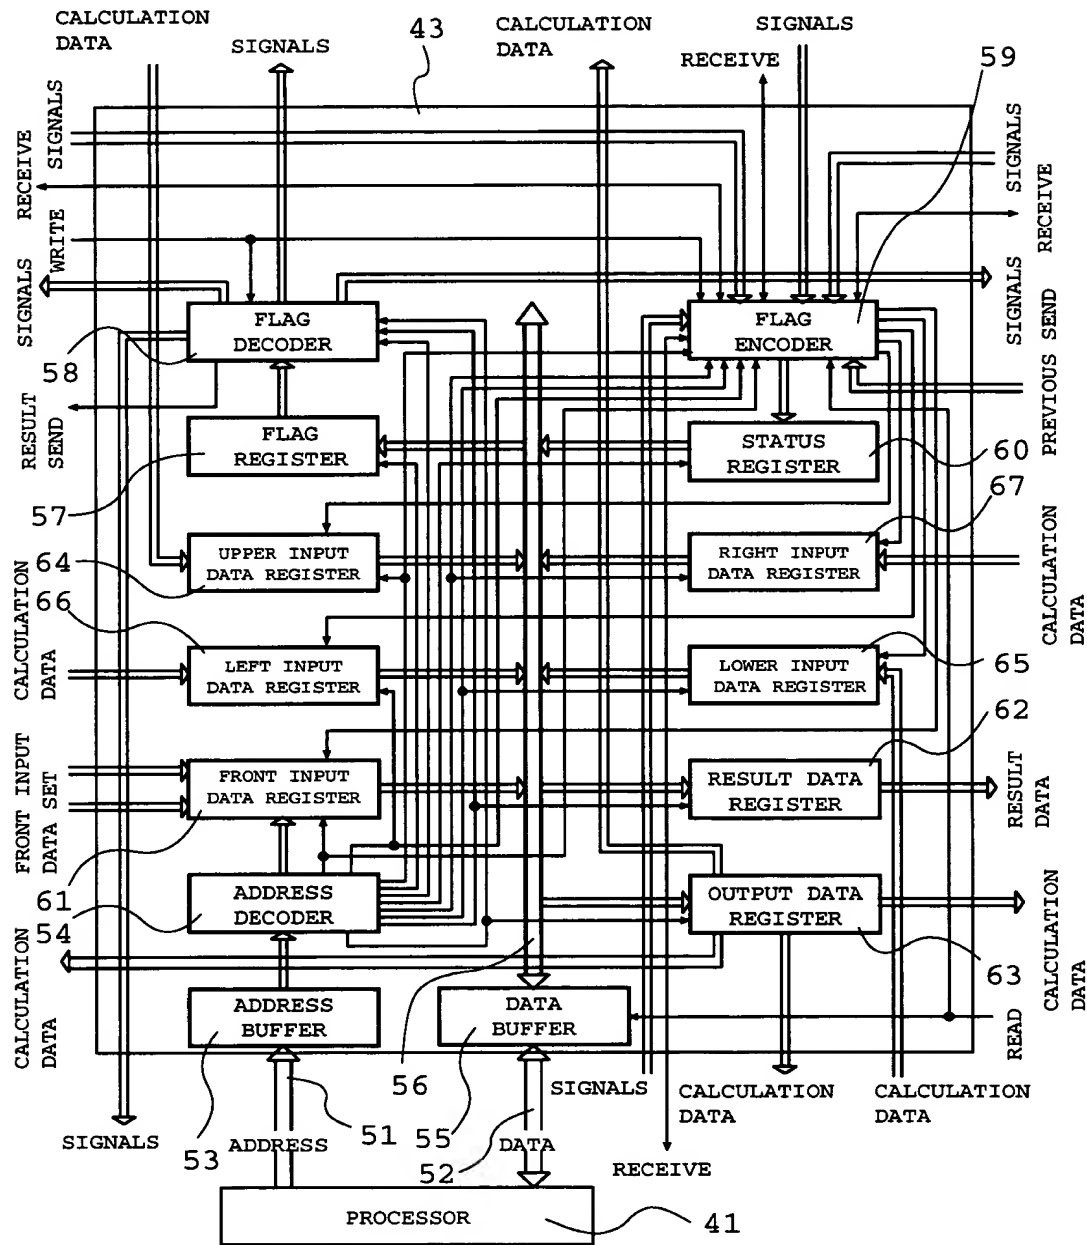 CALCULATION
DATA
SIGNALS
43
CALCULATION
DATA
RECEIVE
SIGNALS
59
SIGNALS
RECEIVE
WRITE
SIGNALS
SIGNALS
RECEIVE
SIGNALS
FLAG
DECODER
58
FLAG
ENCODER
PREVIOUS SEND
RESULT
SEND
FLAG
REGISTER
57
STATUS
REGISTER
60
67
UPPER INPUT
DATA REGISTER
64
RIGHT INPUT
DATA REGISTER
CALCULATION
DATA
66
CALCULATION
DATA
LEFT INPUT
DATA REGISTER
LOWER INPUT
DATA REGISTER
65
62
FRONT INPUT
DATA SET
FRONT INPUT
DATA REGISTER
RESULT DATA
REGISTER
RESULT
DATA
61
54
ADDRESS
DECODER
OUTPUT DATA
REGISTER
63
CALCULATION
DATA
CALCULATION
DATA
56
ADDRESS
BUFFER
53
DATA
BUFFER
55
READ
SIGNALS
CALCULATION
DATA
CALCULATION
DATA
SIGNALS
ADDRESS
51
DATA
52
RECEIVE
PROCESSOR
41